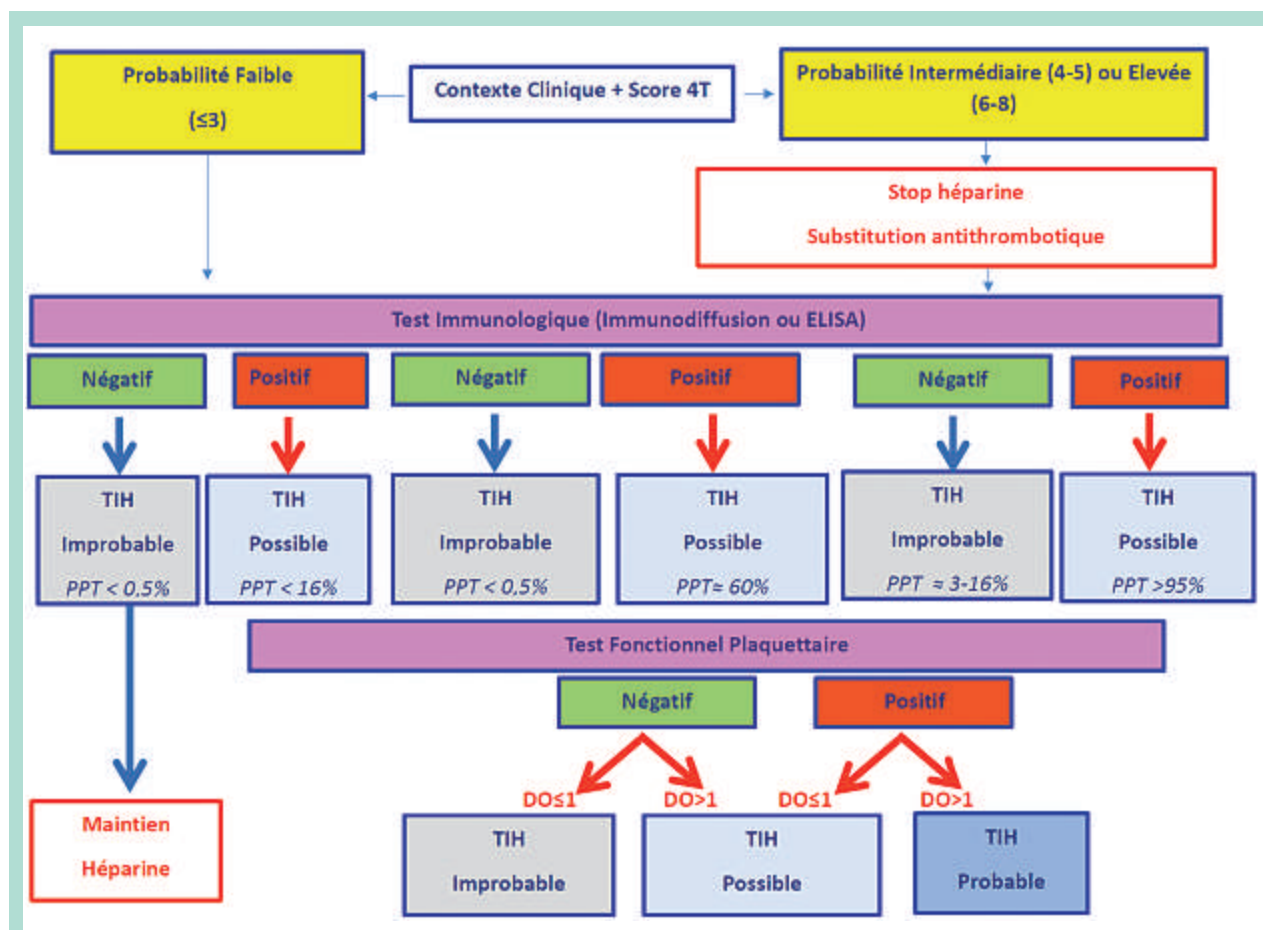 Probabilité Faible
(≤3)
Contexte Clinique + Score 4T
Probabilité Intermédiaire (4-5) ou Elevée
(6-8)
Stop héparine
Substitution antithrombotique
Test Immunologique (Immunodiffusion ou ELISA)
Négatif
Positif
Négatif
Positif
Négatif
Positif
TIH
Improbable
PPT < 0.5%
TIH
Possible
PPT < 16%
TIH
Improbable
PPT < 0,5%
TIH
Possible
PPT= 60%
TIH
Improbable
PPT ≈ 3-16%
TIH
Possible
PPT >95%
Test Fonctionnel Plaquettaire
Négatif
Positif
DO≤1
DO>1
DO≤1
DO>1
Maintien
Héparine
TIH
Improbable
TIH
Possible
TIH
Probable